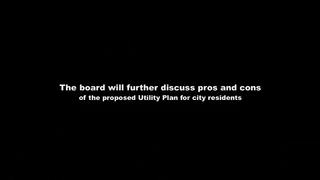 The board will further discuss pros and cons
of the proposed Utility Plan for city residents